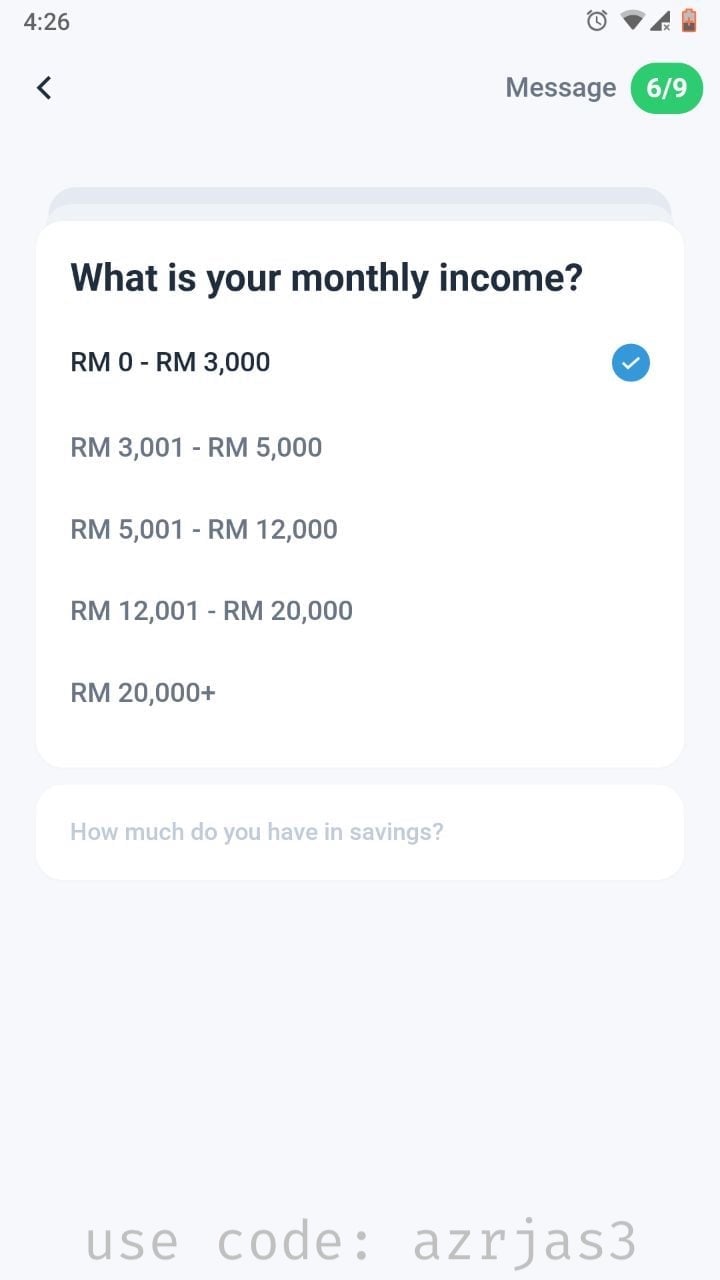 4:26
Message 6/9
What is your monthly income?
RM 0 - RM 3,000
RM 3,001 - RM 5,000
RM 5,001 - RM 12,000
RM 12,001 - RM 20,000
RM 20,000+
How much do you have in savings?
use code: azrjas3